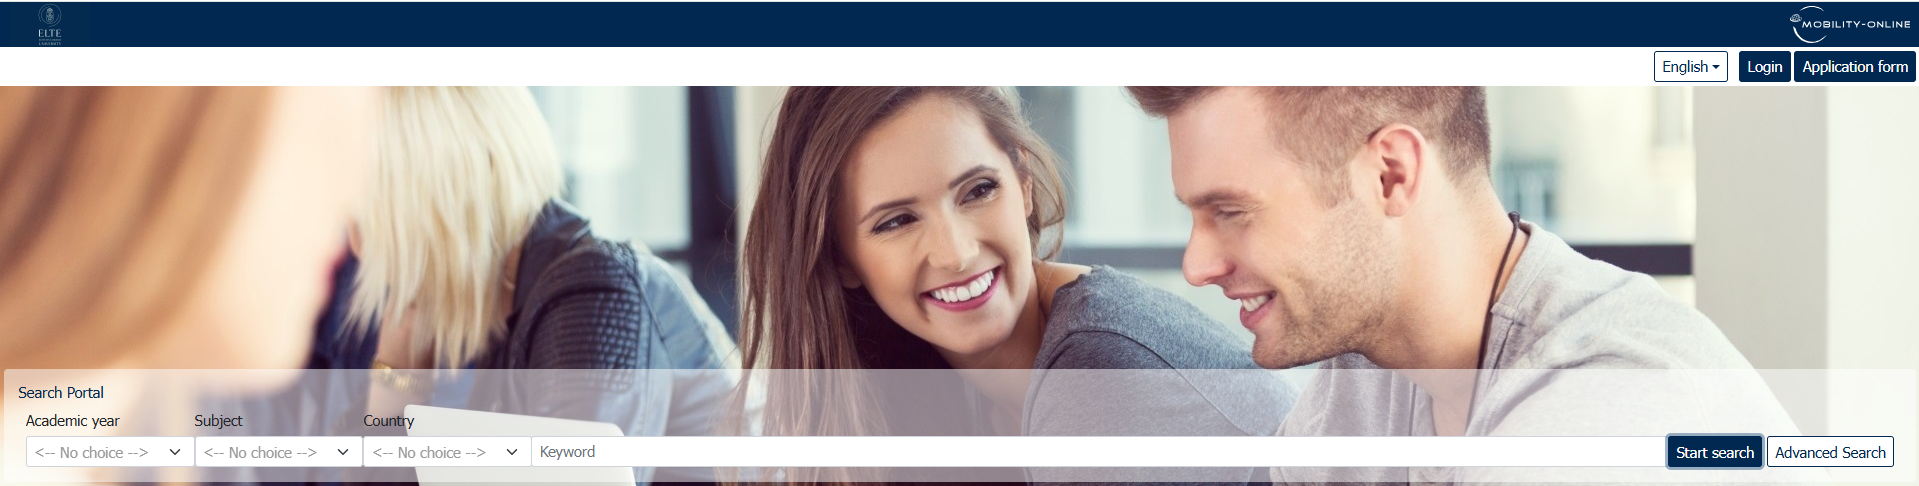 ELTE
MOBILITY-ONLINE
English
Login
Application form
Search Portal
Academic year
Subject
Country
<-- No choice -->
<-- No choice -->
<-- No choice -->
Keyword
Start search
Advanced Search